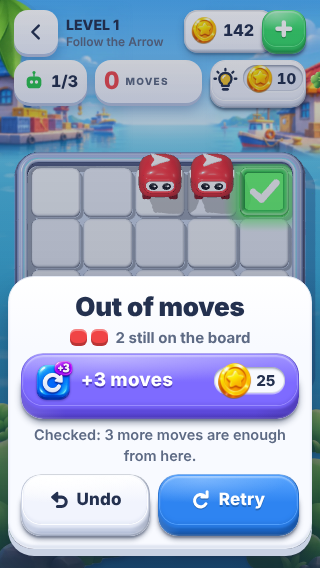 LEVEL 1
Follow the Arrow
142
1/3
0 MOVES
10
Out of moves
2 still on the board
+3
+3 moves
25
Checked: 3 more moves are enough
from here.
Undo
Retry